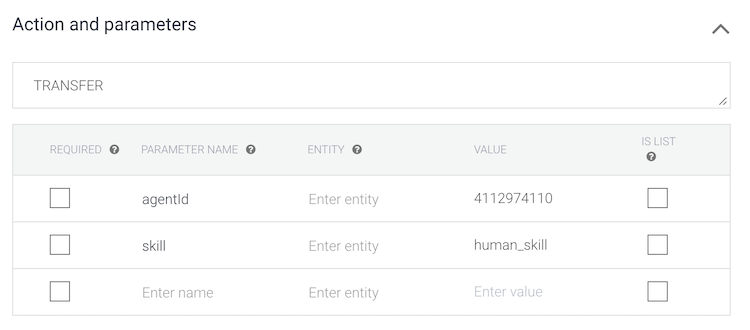 Action and parameters
TRANSFER
REQUIRED ? PARAMETER NAME ? ENTITY ? VALUE IS LIST ?
agentId Enter entity 4112974110
skill Enter entity human_skill
Enter name Enter entity Enter value